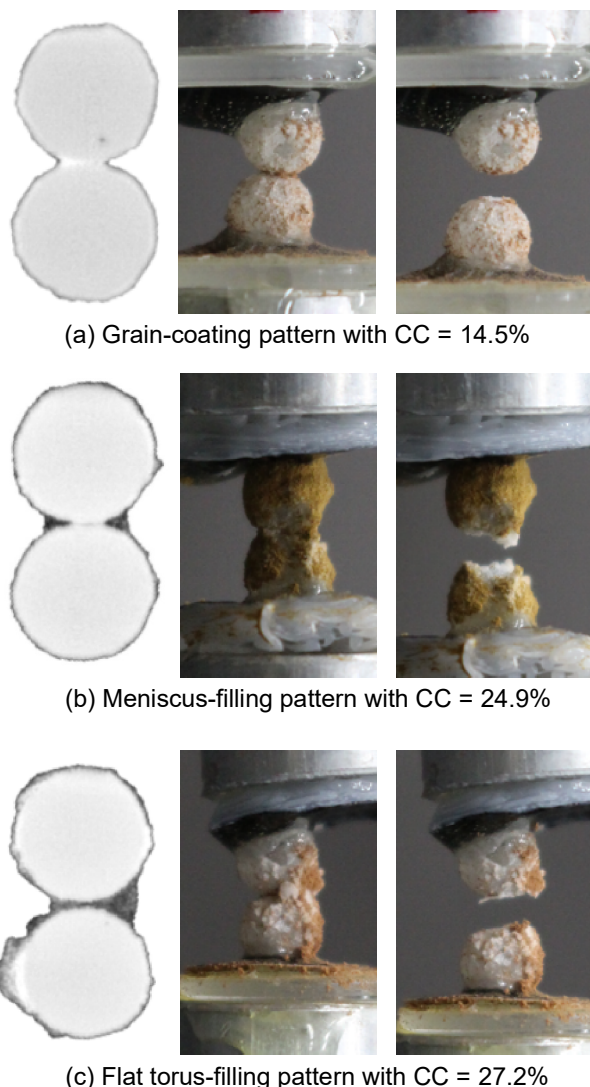 (a) Grain-coating pattern with CC = 14.5%
(b) Meniscus-filling pattern with CC = 24.9%
(c) Flat torus-filling pattern with CC = 27.2%